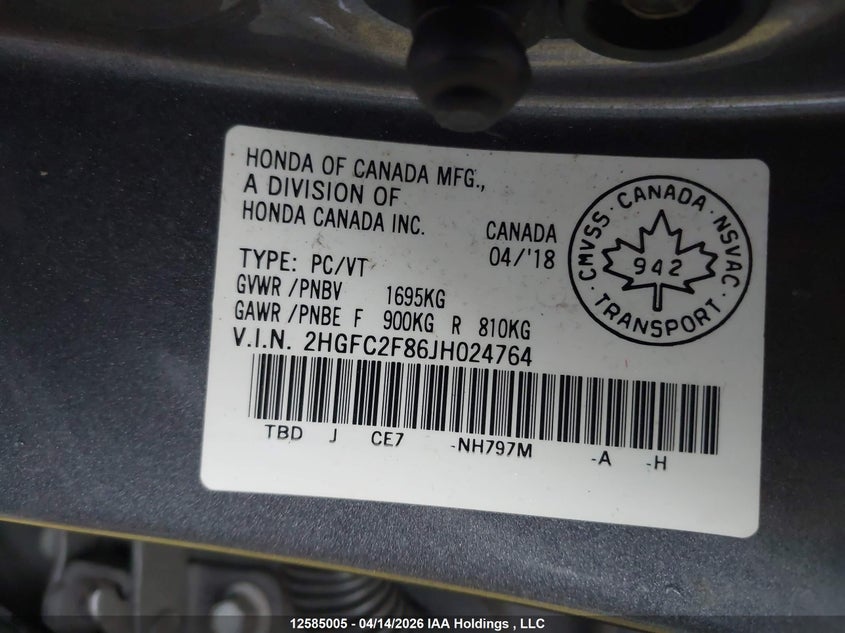 HONDA OF CANADA MFG.,
A DIVISION OF
HONDA CANADA INC.
CANADA
04/'18
TYPE: PC/VT
GVWR/PNBV 1695KG
GAWR/PNBE F 900KG R 810KG
V.I.N. 2HGFC2F86JH024764
TBD J CE7 -NH797M -A -H
CMVSS · CANADA · NSVAC ·
942
TRANSPORT
12585005 - 04/14/2026 IAA Holdings , LLC